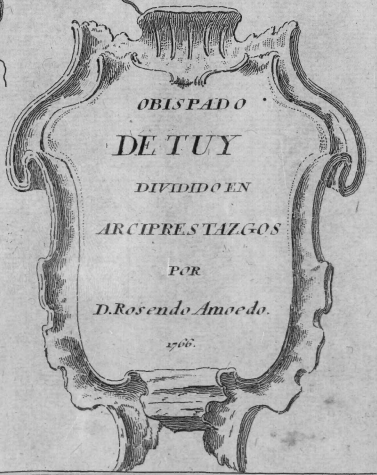 OBISPADO
DE TUY
DIVIDIDO EN
ARCIPRESTAZGOS
POR
D. Rosendo Amoedo.
1766.